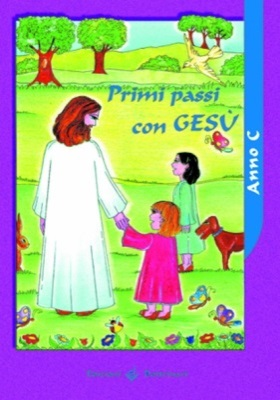 Primi passi
con GESÙ
Anno C